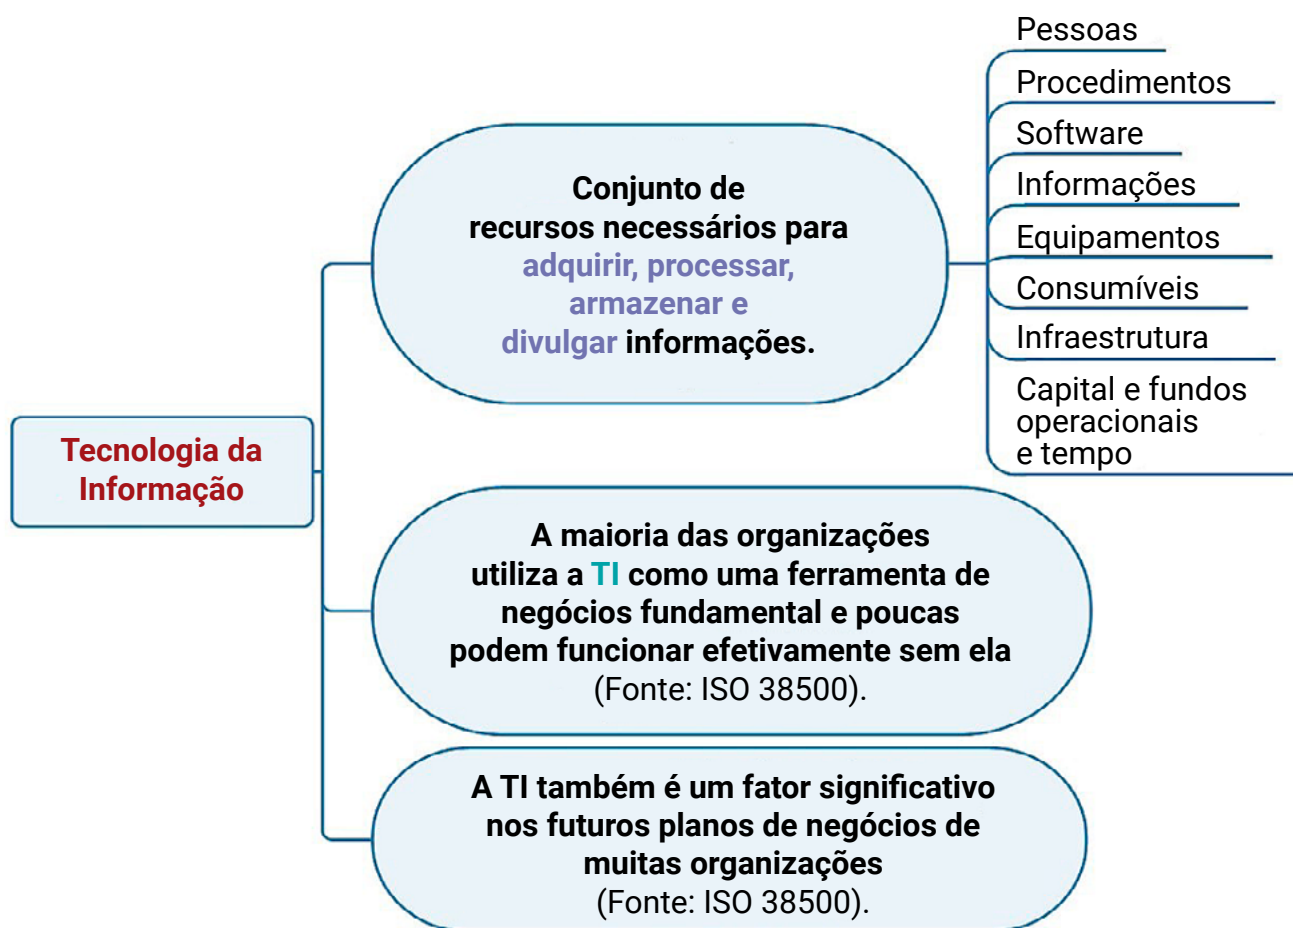 Tecnologia da
Informação
Conjunto de
recursos necessários para
adquirir, processar,
armazenar e
divulgar informações.
Pessoas
Procedimentos
Software
Informações
Equipamentos
Consumíveis
Infraestrutura
Capital e fundos
operacionais
e tempo
A maioria das organizações
utiliza a TI como uma ferramenta de
negócios fundamental e poucas
podem funcionar efetivamente sem ela
(Fonte: ISO 38500).
A TI também é um fator significativo
nos futuros planos de negócios de
muitas organizações
(Fonte: ISO 38500).